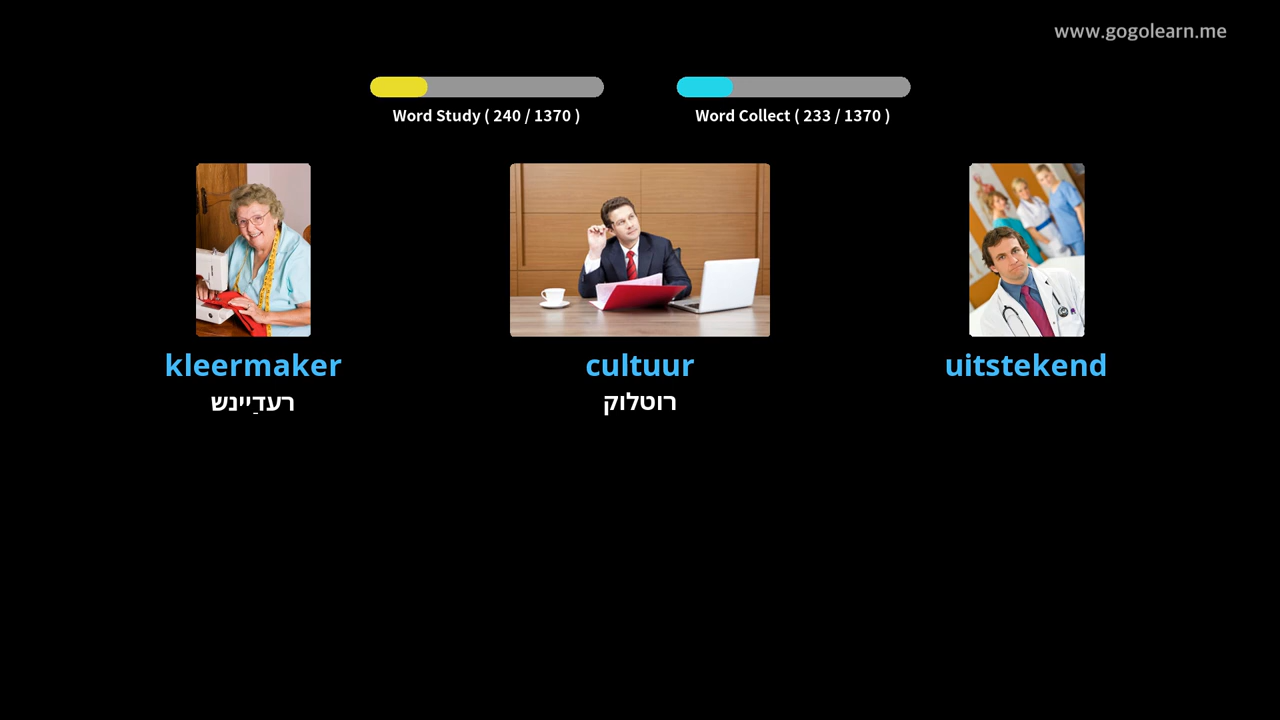 www.gogolearn.me
Word Study ( 240 / 1370 )
Word Collect ( 233 / 1370 )
kleermaker
cultuur
uitstekend
רעדַיינש
רוטלוק